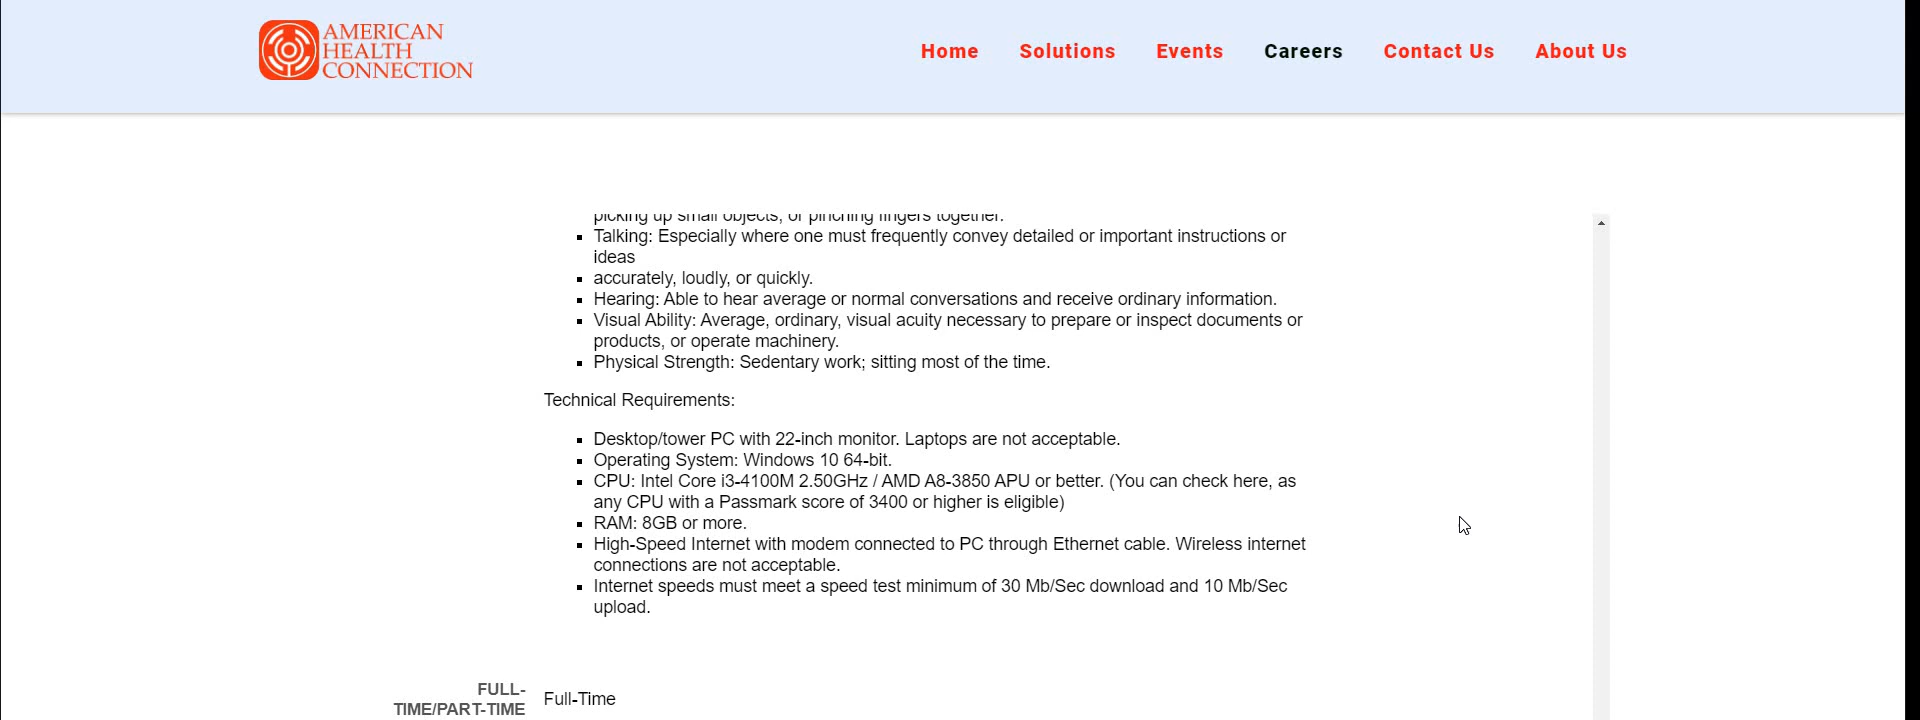 AMERICAN
HEALTH
CONNECTION
Home Solutions Events Careers Contact Us About Us
picking up small objects, or pinching fingers together.
Talking: Especially where one must frequently convey detailed or important instructions or
ideas
accurately, loudly, or quickly.
Hearing: Able to hear average or normal conversations and receive ordinary information.
Visual Ability: Average, ordinary, visual acuity necessary to prepare or inspect documents or
products, or operate machinery.
Physical Strength: Sedentary work; sitting most of the time.
Technical Requirements:
Desktop/tower PC with 22-inch monitor. Laptops are not acceptable.
Operating System: Windows 10 64-bit.
CPU: Intel Core i3-4100M 2.50GHz / AMD A8-3850 APU or better. (You can check here, as
any CPU with a Passmark score of 3400 or higher is eligible)
RAM: 8GB or more.
High-Speed Internet with modem connected to PC through Ethernet cable. Wireless internet
connections are not acceptable.
Internet speeds must meet a speed test minimum of 30 Mb/Sec download and 10 Mb/Sec
upload.
FULL-
TIME/PART-TIME
Full-Time